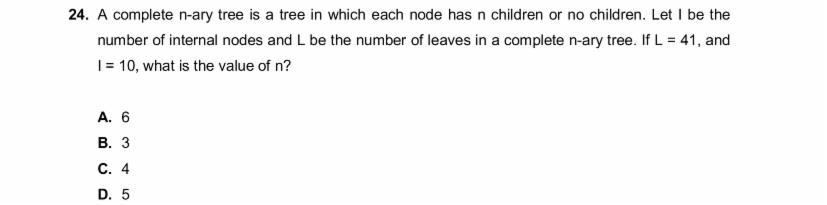 24. A complete n-ary tree is a tree in which each node has n children or no children. Let I be the
number of internal nodes and L be the number of leaves in a complete n-ary tree. If L = 41, and
I = 10, what is the value of n?
A. 6
B. 3
C. 4
D. 5